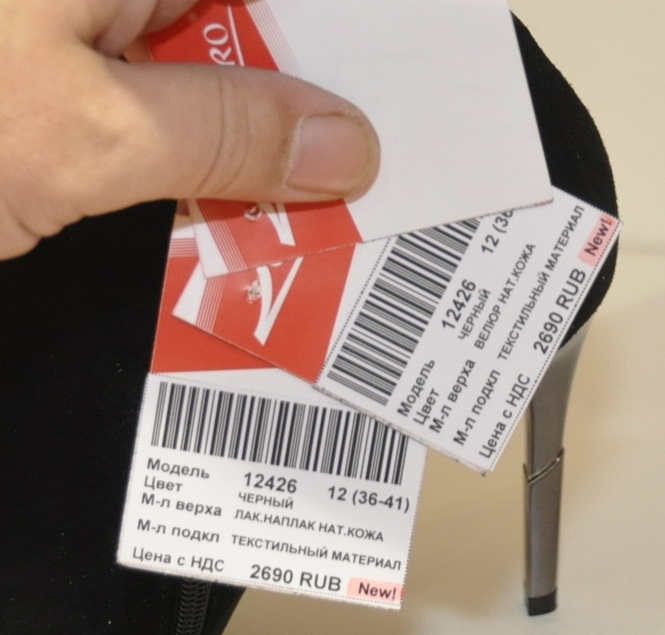 RO
12426 12 (36
Модель ЧЕРНЫЙ
Цвет ВЕЛЮР НАТ.КОЖА
М-л верха
М-л подкл ТЕКСТИЛЬНЫЙ МАТЕРИАЛ
Цена с НДС 2690 RUB New!
Модель 12426 12 (36-41)
Цвет ЧЕРНЫЙ
М-л верха ЛАК.НАПЛАК НАТ.КОЖА
М-л подкл ТЕКСТИЛЬНЫЙ МАТЕРИАЛ
Цена с НДС 2690 RUB New!